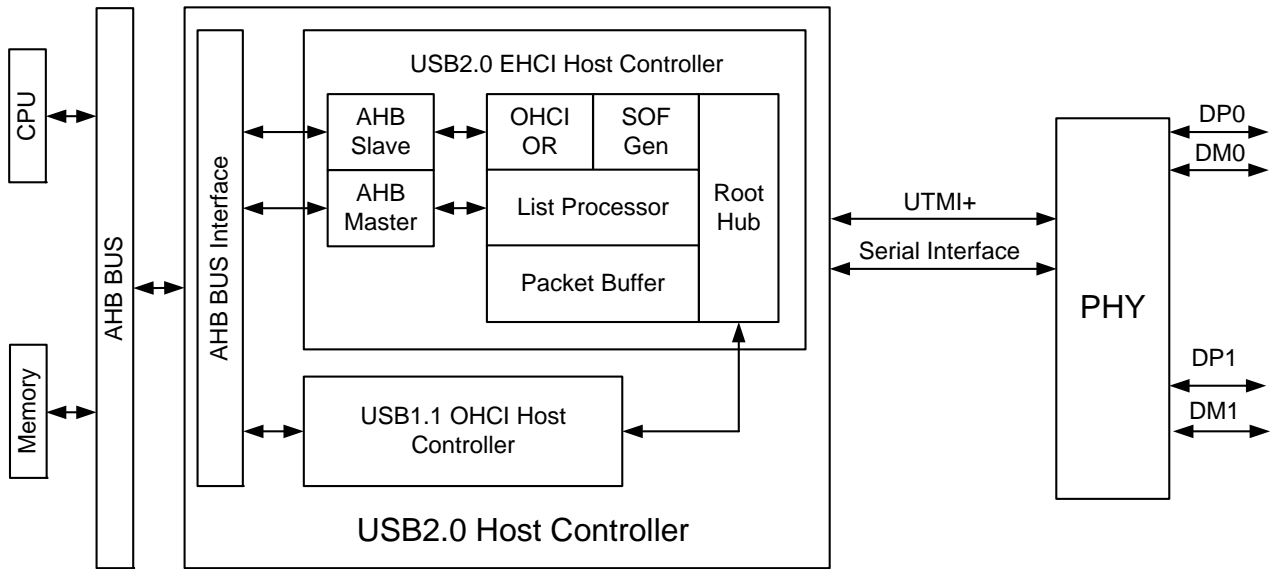 CPU
Memory
AHB BUS
AHB BUS Interface
USB2.0 EHCI Host Controller
AHB
Slave
AHB
Master
OHCI
OR
SOF
Gen
List Processor
Packet Buffer
Root
Hub
USB1.1 OHCI Host
Controller
USB2.0 Host Controller
UTMI+
Serial Interface
PHY
DP0
DM0
DP1
DM1